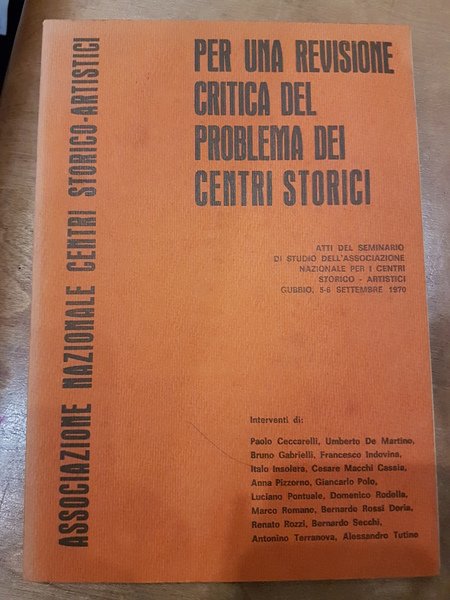 ASSOCIAZIONE NAZIONALE CENTRI STORICO-ARTISTICI
PER UNA REVISIONE
CRITICA DEL
PROBLEMA DEI
CENTRI STORICI
ATTI DEL SEMINARIO
DI STUDIO DELL'ASSOCIAZIONE
NAZIONALE PER I CENTRI
STORICO - ARTISTICI
GUBBIO, 5-6 SETTEMBRE 1970
Interventi di:
Paolo Ceccarelli, Umberto De Martino,
Bruno Gabrielli, Francesco Indovina,
Italo Insolera, Cesare Macchi Cassia,
Anna Pizzorno, Giancarlo Polo,
Luciano Pontuale, Domenico Rodella,
Marco Romano, Bernardo Rossi Doria,
Renato Rozzi, Bernardo Secchi,
Antonino Terranova, Alessandro Tutino